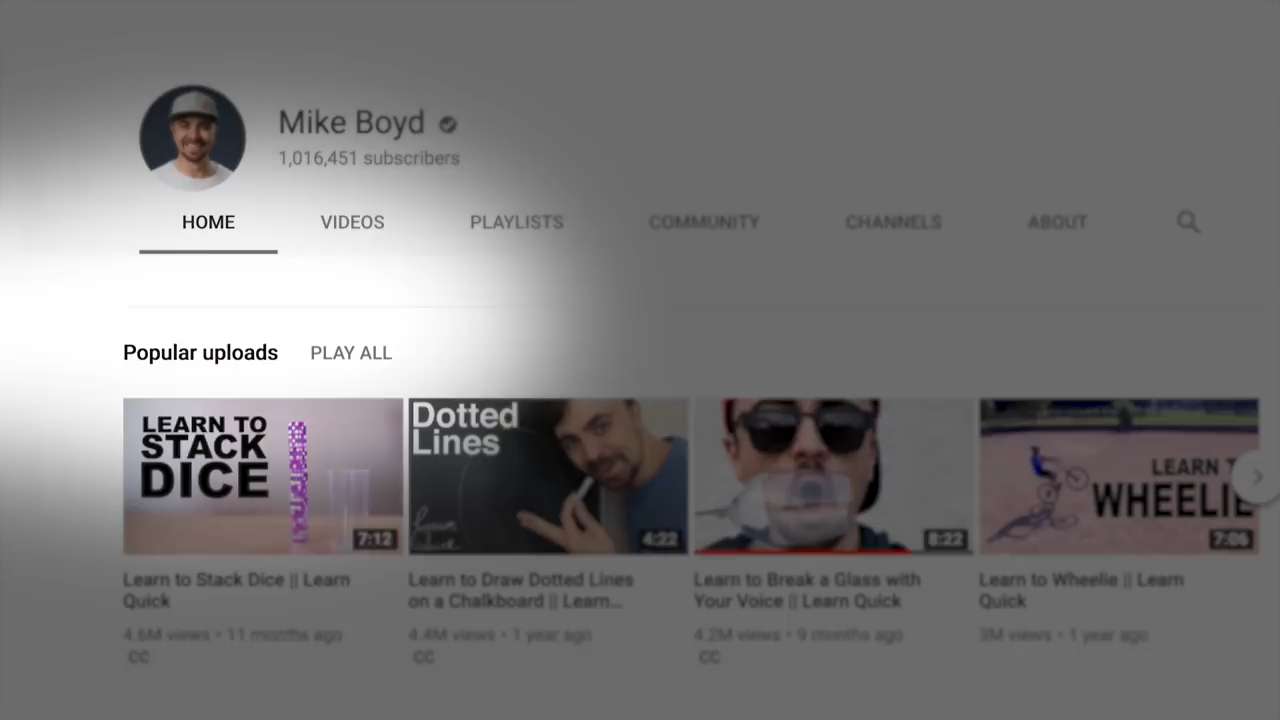 Mike Boyd
1,016,451 subscribers
HOME VIDEOS PLAYLISTS COMMUNITY CHANNELS ABOUT
Popular uploads PLAY ALL
LEARN TO
STACK
DICE
7:12
Dotted
Lines
4:22
8:22
LEARN T
WHEELIE
7:06
Learn to Stack Dice || Learn
Quick
4.6M views • 11 months ago
CC
Learn to Draw Dotted Lines
on a Chalkboard || Learn...
4.4M views • 1 year ago
CC
Learn to Break a Glass with
Your Voice || Learn Quick
4.2M views • 9 months ago
CC
Learn to Wheelie || Learn
Quick
3M views • 1 year ago